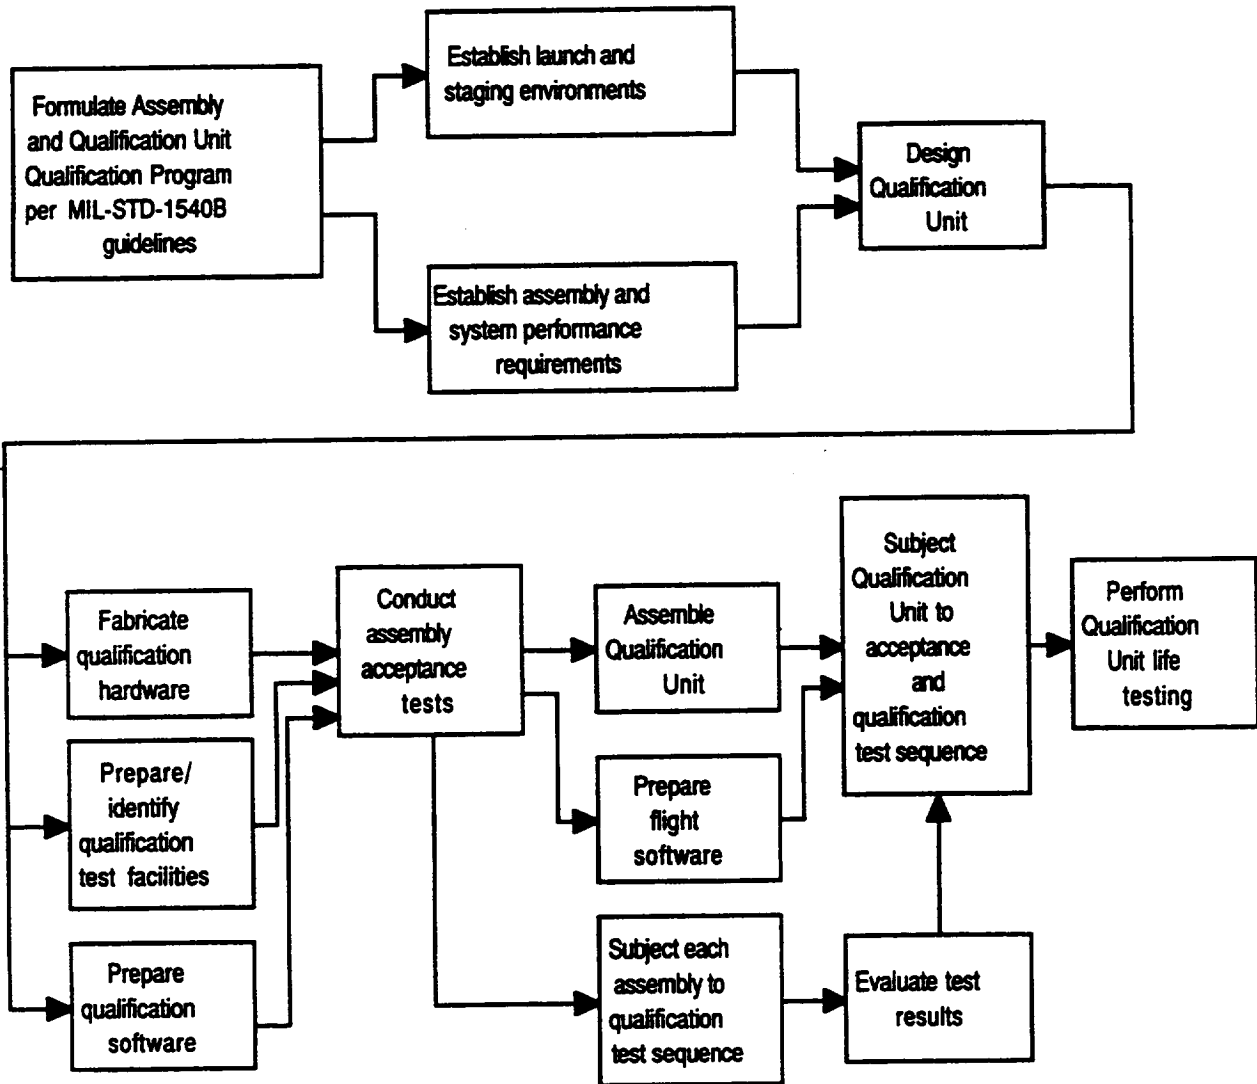 Formulate Assembly
and Qualification Unit
Qualification Program
per MIL-STD-1540B
guidelines
Establish launch and
staging environments
Establish assembly and
system performance
requirements
Design
Qualification
Unit
Fabricate
qualification
hardware
Prepare/
identify
qualification
test facilities
Prepare
qualification
software
Conduct
assembly
acceptance
tests
Assemble
Qualification
Unit
Prepare
flight
software
Subject each
assembly to
qualification
test sequence
Evaluate test
results
Subject
Qualification
Unit to
acceptance
and
qualification
test sequence
Perform
Qualification
Unit life
testing